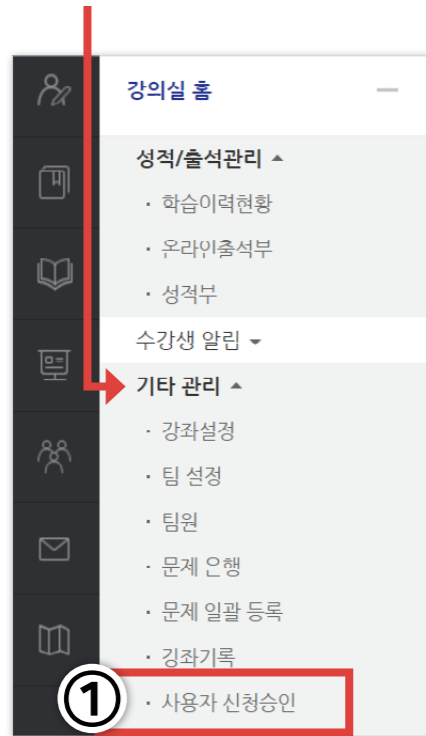 강의실 홈
성적/출석관리 ▲
· 학습이력현황
· 온라인출석부
· 성적부
수강생 알림 ▼
기타 관리 ▲
· 강좌설정
· 팀 설정
· 팀원
· 문제 은행
· 문제 일괄 등록
· 강좌기록
① · 사용자 신청승인